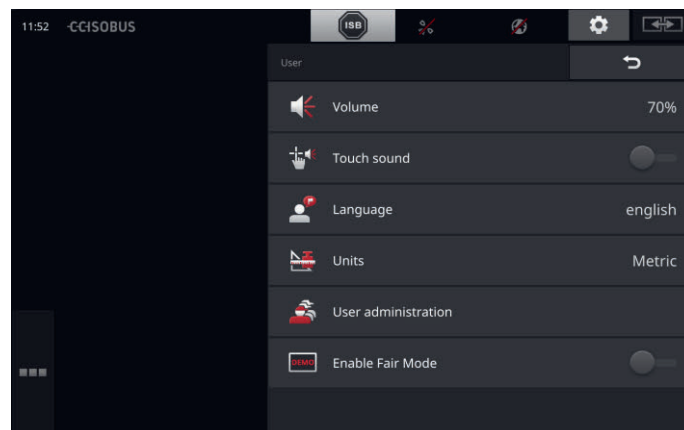 11:52 CCISOBUS ISB
User
Volume 70%
Touch sound
Language english
Units Metric
User administration
DEMO Enable Fair Mode